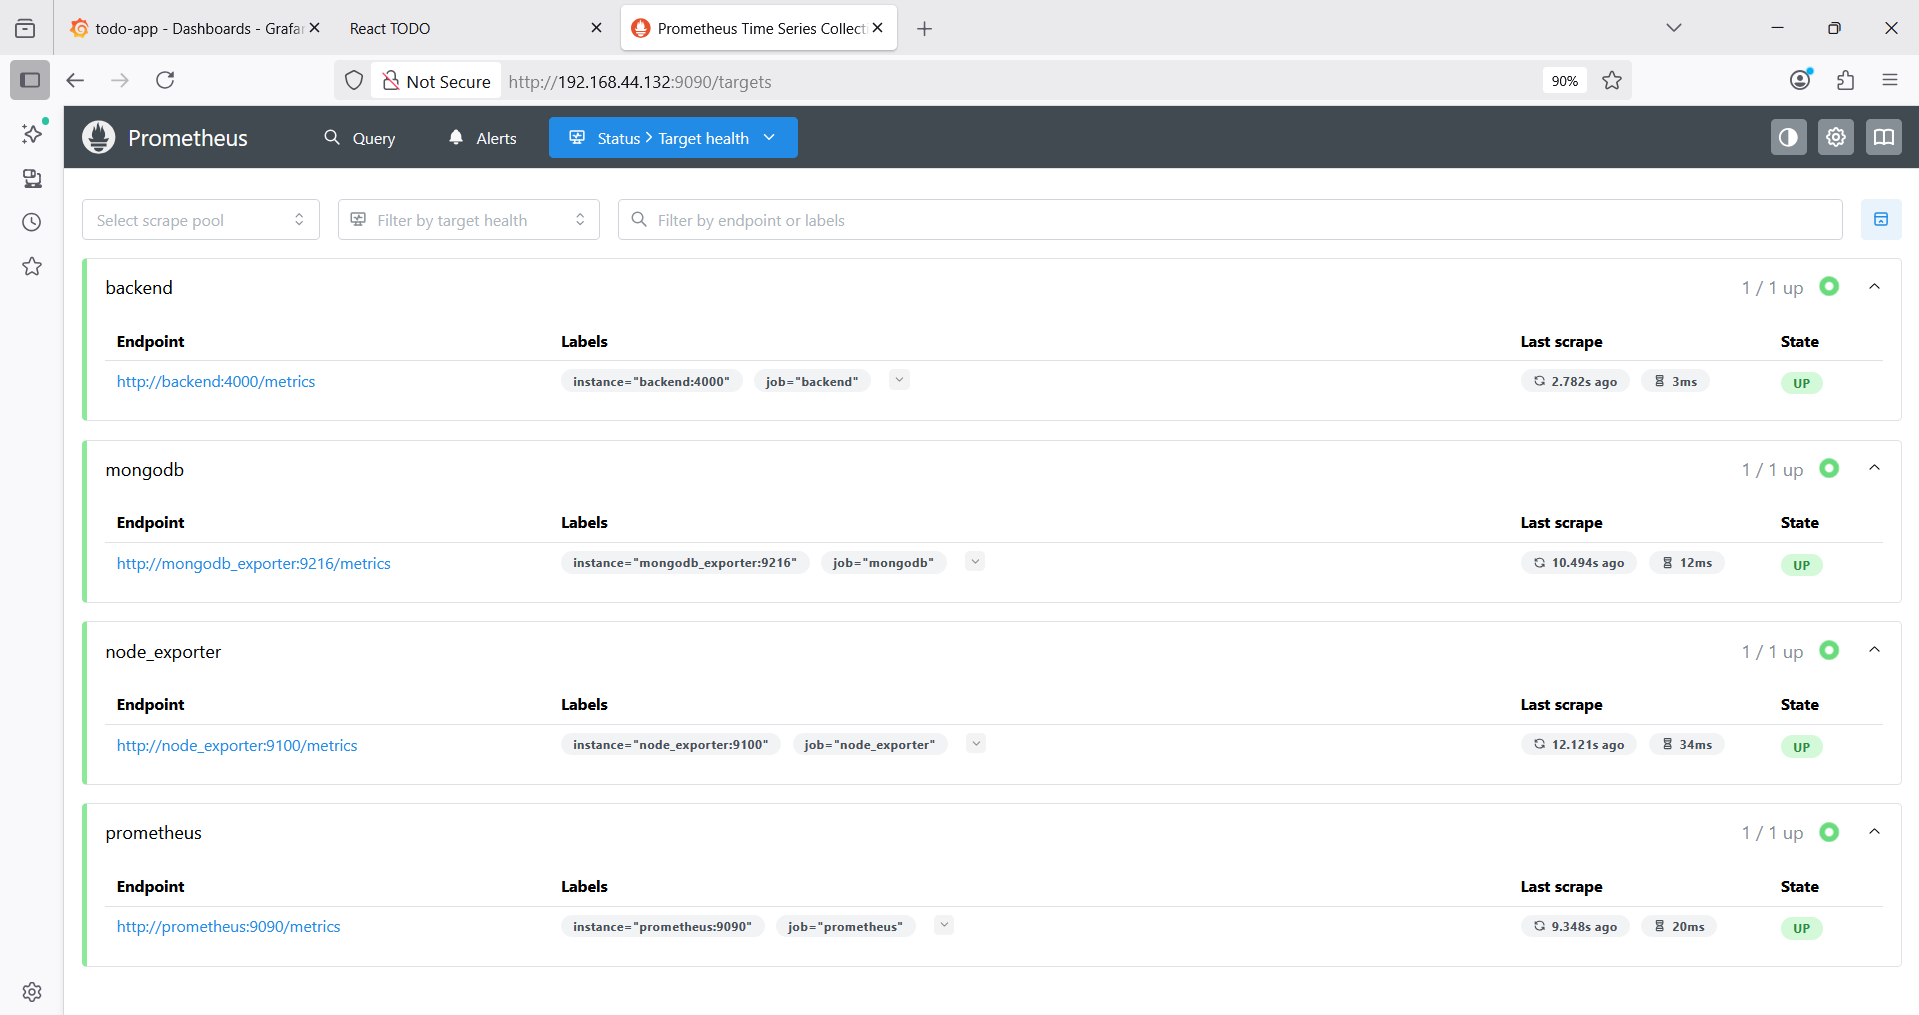 todo-app - Dashboards - Grafan
React TODO
Prometheus Time Series Collecti
Not Secure
http://192.168.44.132:9090/targets
90%
Prometheus
Query
Alerts
Status > Target health
Select scrape pool
Filter by target health
Filter by endpoint or labels
backend
1 / 1 up
Endpoint Labels Last scrape State
http://backend:4000/metrics instance="backend:4000" job="backend" 2.782s ago 3ms UP
mongodb
1 / 1 up
Endpoint Labels Last scrape State
http://mongodb_exporter:9216/metrics instance="mongodb_exporter:9216" job="mongodb" 10.494s ago 12ms UP
node_exporter
1 / 1 up
Endpoint Labels Last scrape State
http://node_exporter:9100/metrics instance="node_exporter:9100" job="node_exporter" 12.121s ago 34ms UP
prometheus
1 / 1 up
Endpoint Labels Last scrape State
http://prometheus:9090/metrics instance="prometheus:9090" job="prometheus" 9.348s ago 20ms UP